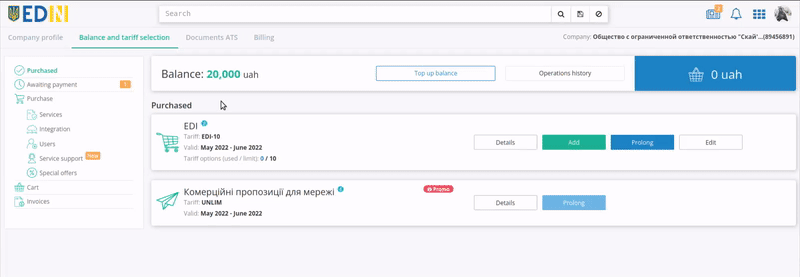 EDIN
Search
2
Company profile
Balance and tariff selection
Documents ATS
Billing
Company: Общество с ограниченной ответственностью "Скай"...(89456891)
Purchased
Awaiting payment
1
Purchase
Services
Integration
Users
Service support New
Special offers
Cart
Invoices
Balance: 20,000 uah
Top up balance
Operations history
0 uah
Purchased
EDI
Tariff: EDI-10
Valid: May 2022 - June 2022
Tariff options (used / limit): 0 / 10
Details
Add
Prolong
Edit
Комерційні пропозиції для мережі
Promo
Tariff: UNLIM
Valid: May 2022 - June 2022
Details
Prolong